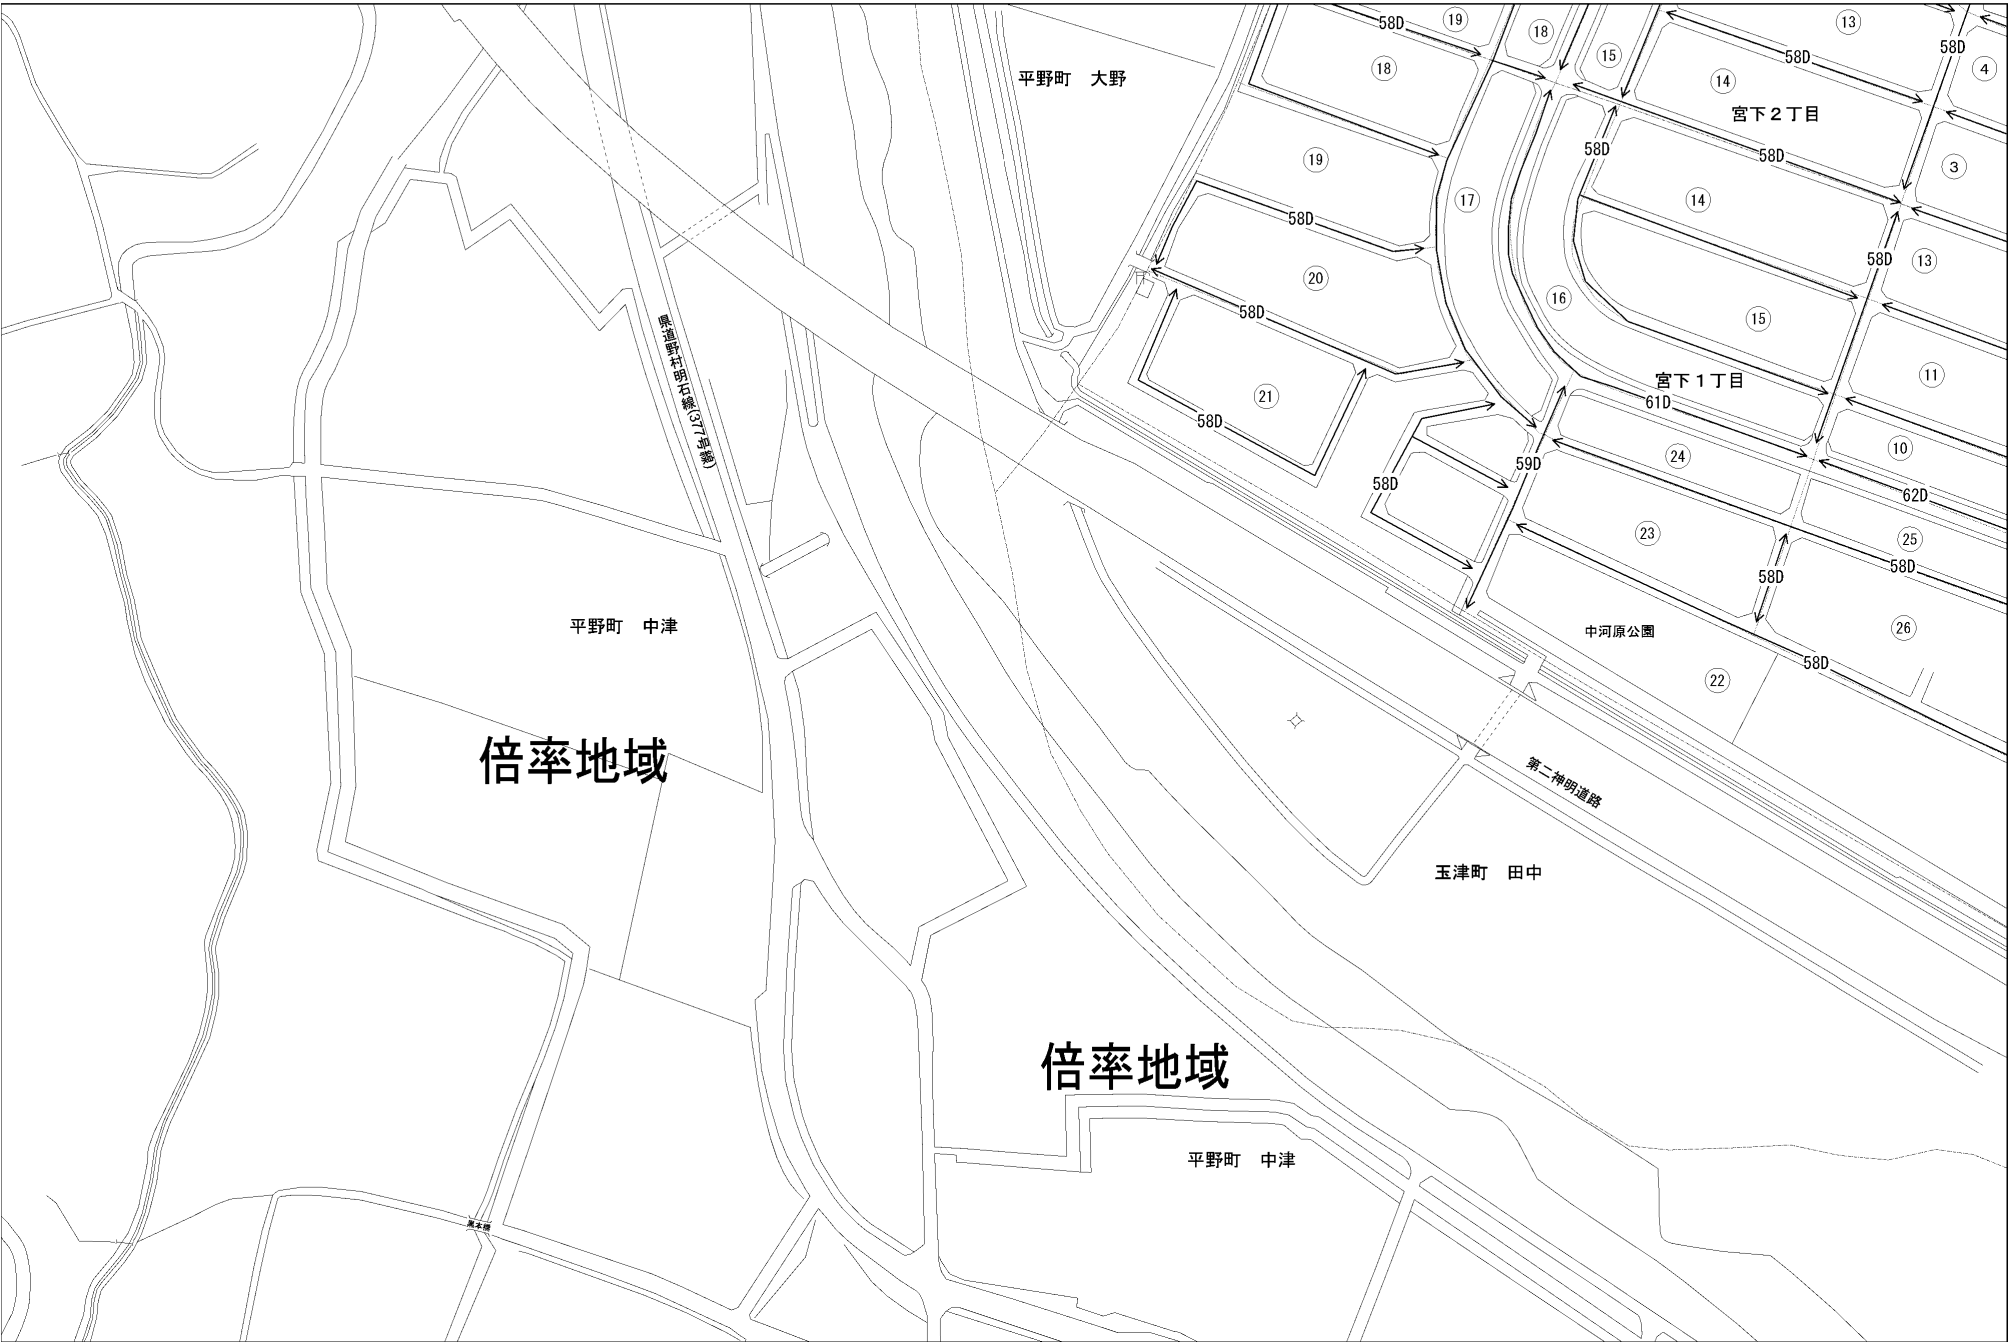 58D
19
18
13
58D
平野町　大野
18
15
58D
4
14
宮下２丁目
58D
58D
19
3
17
14
58D
58D
13
20
16
58D
15
県道野村明石線(377号線)
宮下１丁目
11
21
61D
58D
10
24
59D
58D
62D
23
25
58D
58D
平野町　中津
中河原公園
26
58D
22
倍率地域
第二神明道路
玉津町　田中
倍率地域
平野町　中津
黒本橋